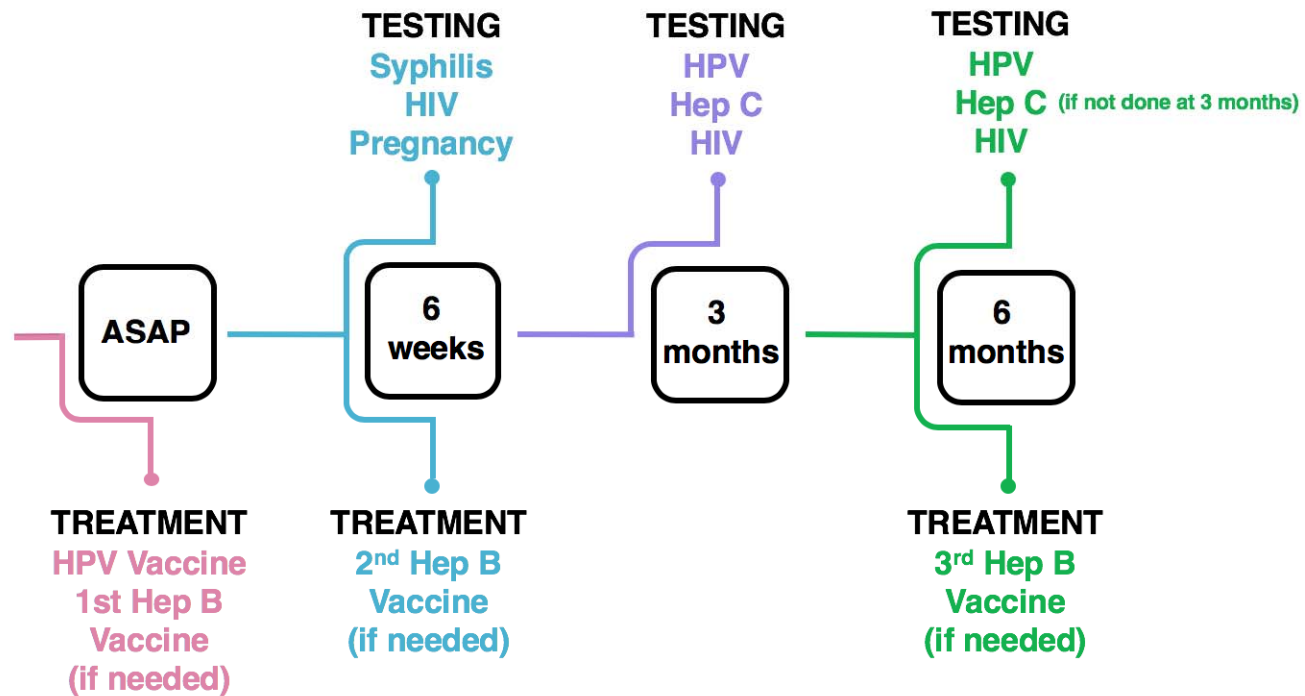 TESTING
Syphilis
HIV
Pregnancy
TESTING
HPV
Hep C
HIV
TESTING
HPV
Hep C (if not done at 3 months)
HIV
ASAP
6
weeks
3
months
6
months
TREATMENT
HPV Vaccine
1st Hep B
Vaccine
(if needed)
TREATMENT
2nd Hep B
Vaccine
(if needed)
TREATMENT
3rd Hep B
Vaccine
(if needed)